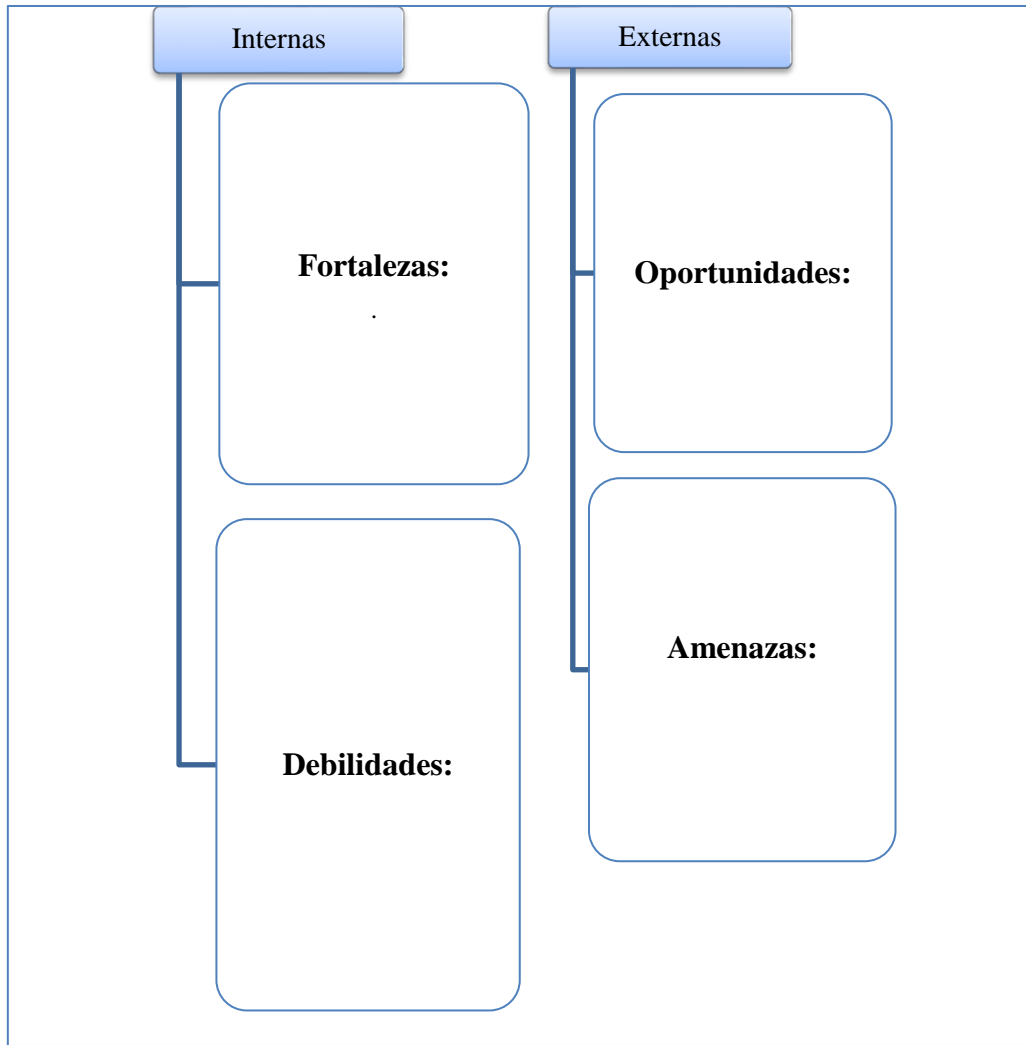 Internas
Fortalezas:
.
Debilidades:
Externas
Oportunidades:
Amenazas: